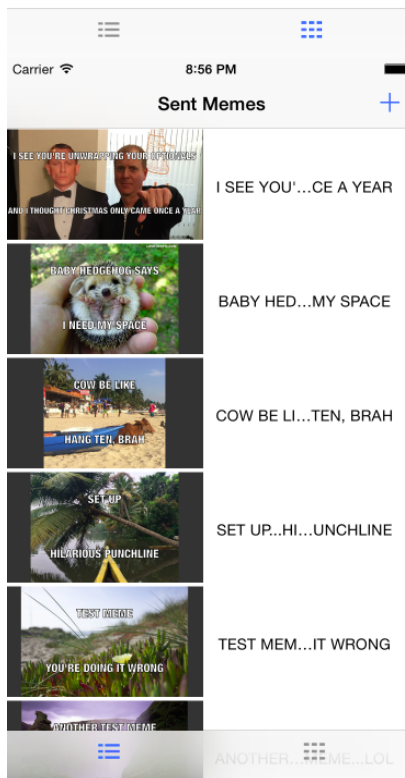 Carrier
8:56 PM
Sent Memes
+
I SEE YOU'RE UNWRAPPING YOUR OPTIONALS
AND I THOUGHT CHRISTMAS ONLY CAME ONCE A YEAR
I SEE YOU'...CE A YEAR
BABY HEDGEHOG SAYS
I NEED MY SPACE
BABY HED...MY SPACE
COW BE LIKE
HANG TEN, BRAH
COW BE LI...TEN, BRAH
SET UP
HILARIOUS PUNCHLINE
SET UP...HI...UNCHLINE
TEST MEME
YOU'RE DOING IT WRONG
TEST MEM...IT WRONG
ANOTHER TEST MEME
ANOTHER...MEME...LOL